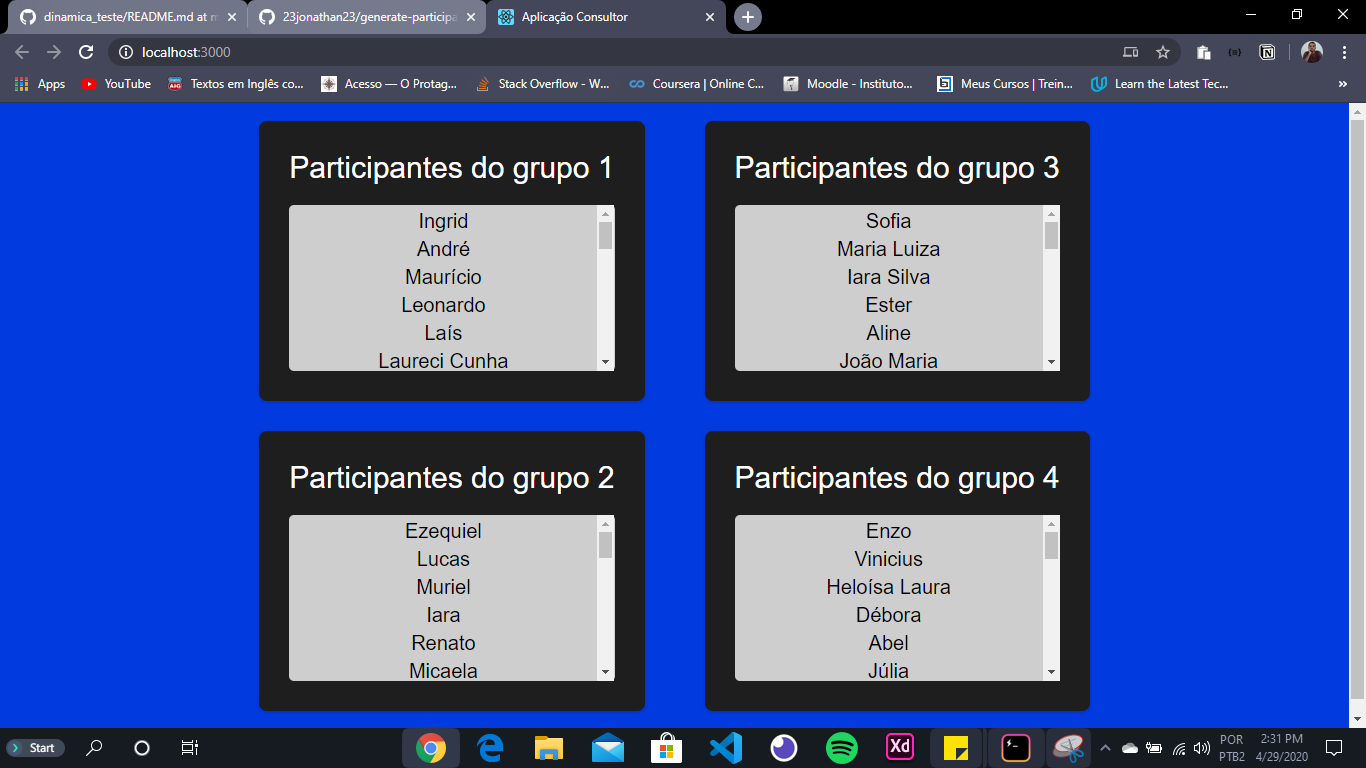 dinamica_teste/README.md at m
23jonathan23/generate-participa
Aplicação Consultor
localhost:3000
Apps
YouTube
Textos em Inglês co...
Acesso — O Protag...
Stack Overflow - W...
Coursera | Online C...
Moodle - Instituto...
Meus Cursos | Trein...
Learn the Latest Tec...
»
Participantes do grupo 1
Ingrid
André
Maurício
Leonardo
Laís
Laureci Cunha
Participantes do grupo 3
Sofia
Maria Luiza
Iara Silva
Ester
Aline
João Maria
Participantes do grupo 2
Ezequiel
Lucas
Muriel
Iara
Renato
Micaela
Participantes do grupo 4
Enzo
Vinicius
Heloísa Laura
Débora
Abel
Júlia
Start
Xd
POR
PTB2
2:31 PM
4/29/2020